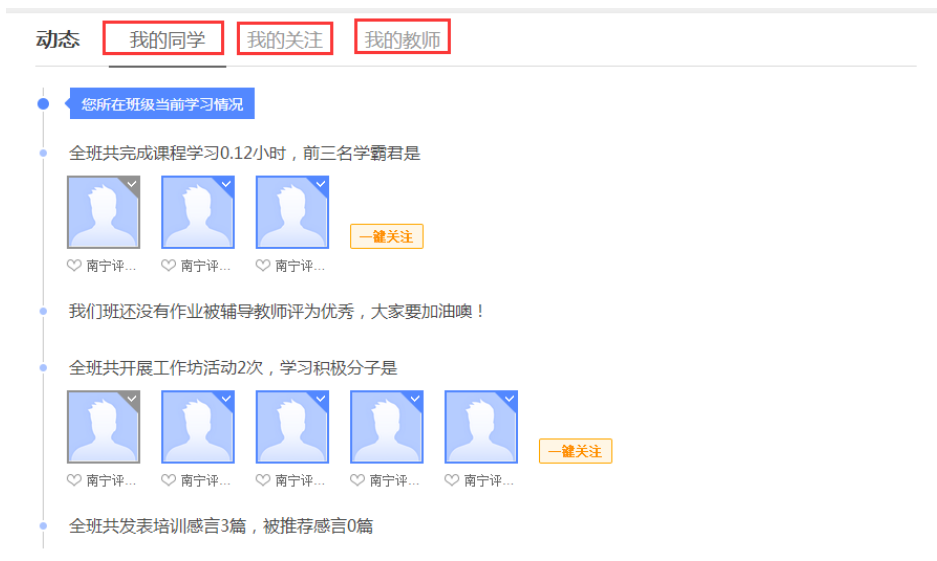 动态 我的同学 我的关注 我的教师
您所在班级当前学习情况
全班共完成课程学习0.12小时，前三名学霸君是
一键关注
南宁评... 南宁评... 南宁评...
我们班还没有作业被辅导教师评为优秀，大家要加油噢！
全班共开展工作坊活动2次，学习积极分子是
一键关注
南宁评... 南宁评... 南宁评... 南宁评... 南宁评...
全班共发表培训感言3篇，被推荐感言0篇